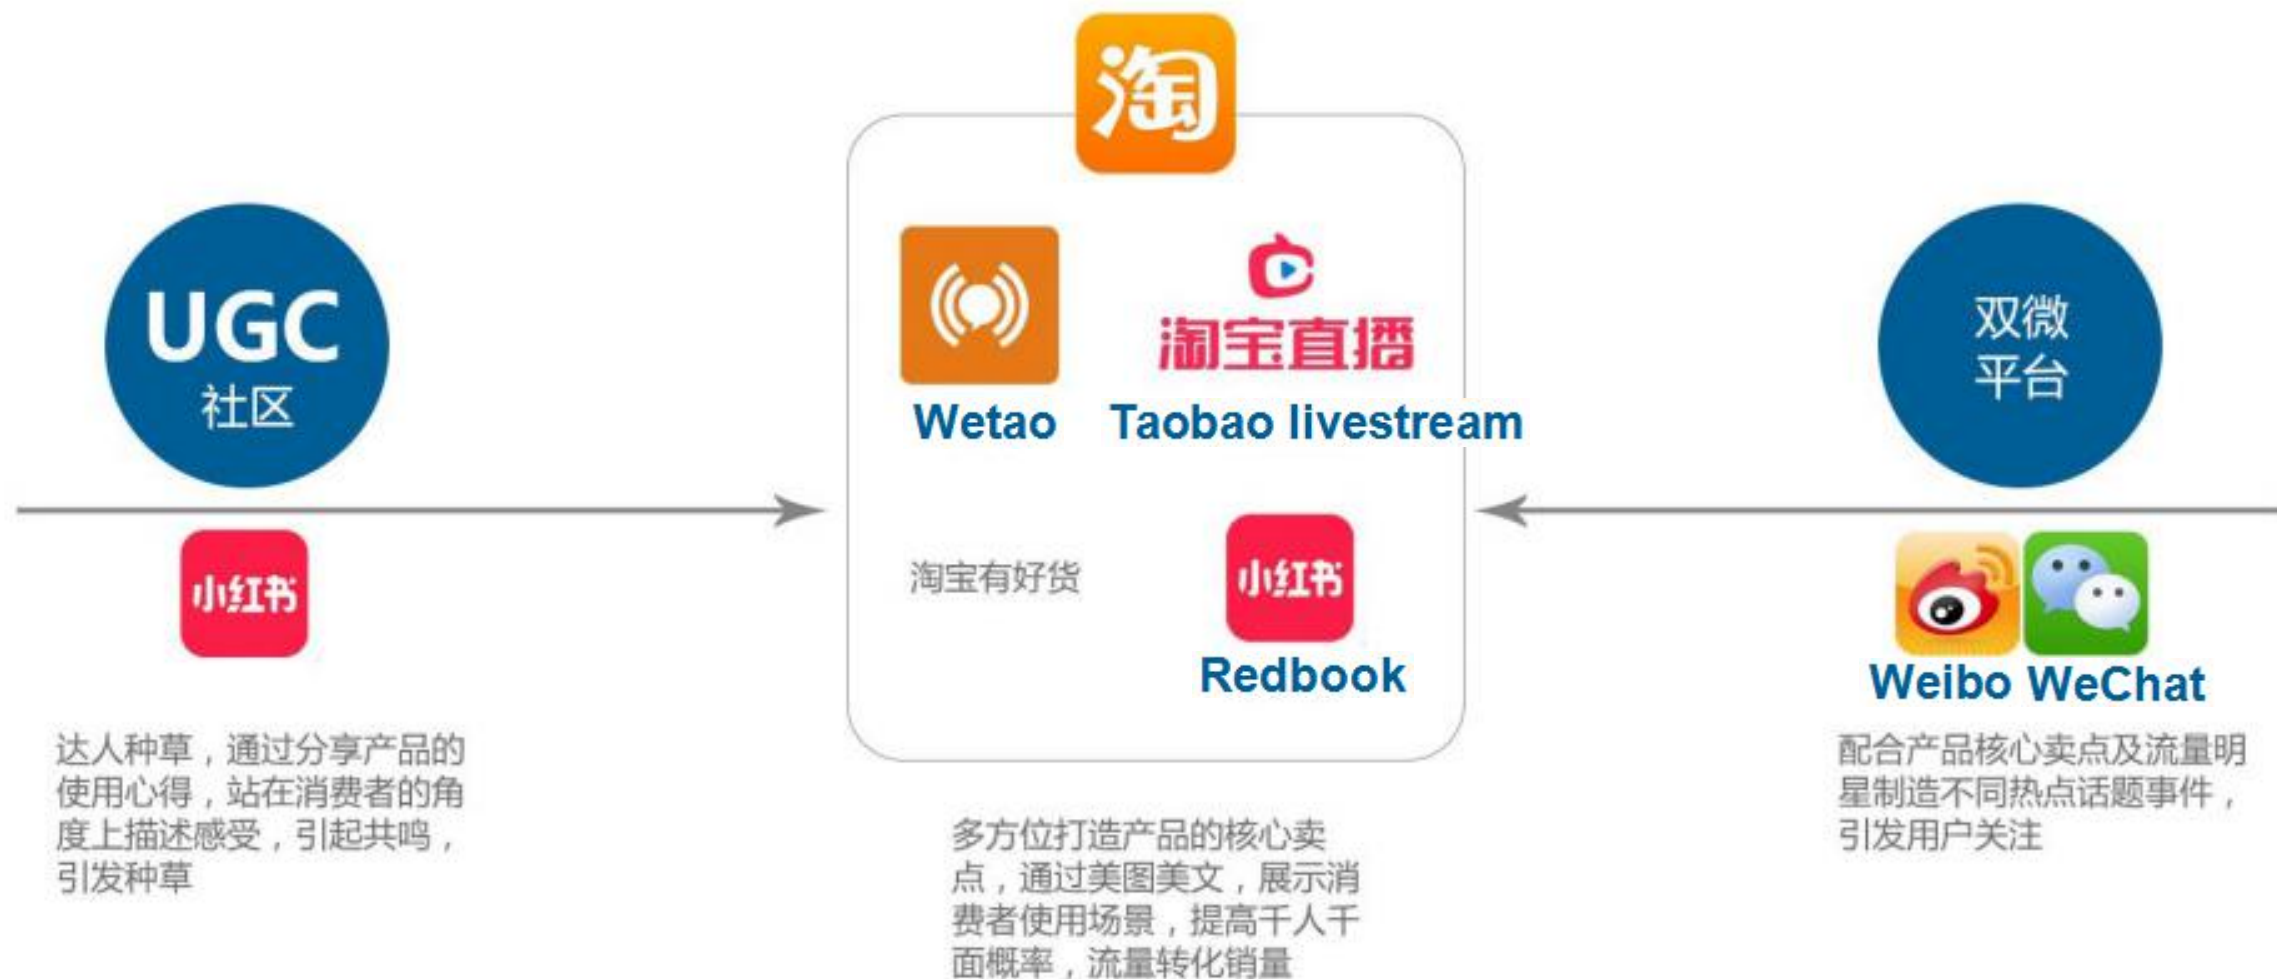 淘
UGC
社区
小红书
达人种草，通过分享产品的
使用心得，站在消费者的角
度上描述感受，引起共鸣，
引发种草
淘宝直播
Wetao
Taobao livestream
淘宝有好货
小红书
Redbook
多方位打造产品的核心卖
点，通过美图美文，展示消
费者使用场景，提高千人千
面概率，流量转化销量
双微
平台
Weibo WeChat
配合产品核心卖点及流量明
星制造不同热点话题事件，
引发用户关注